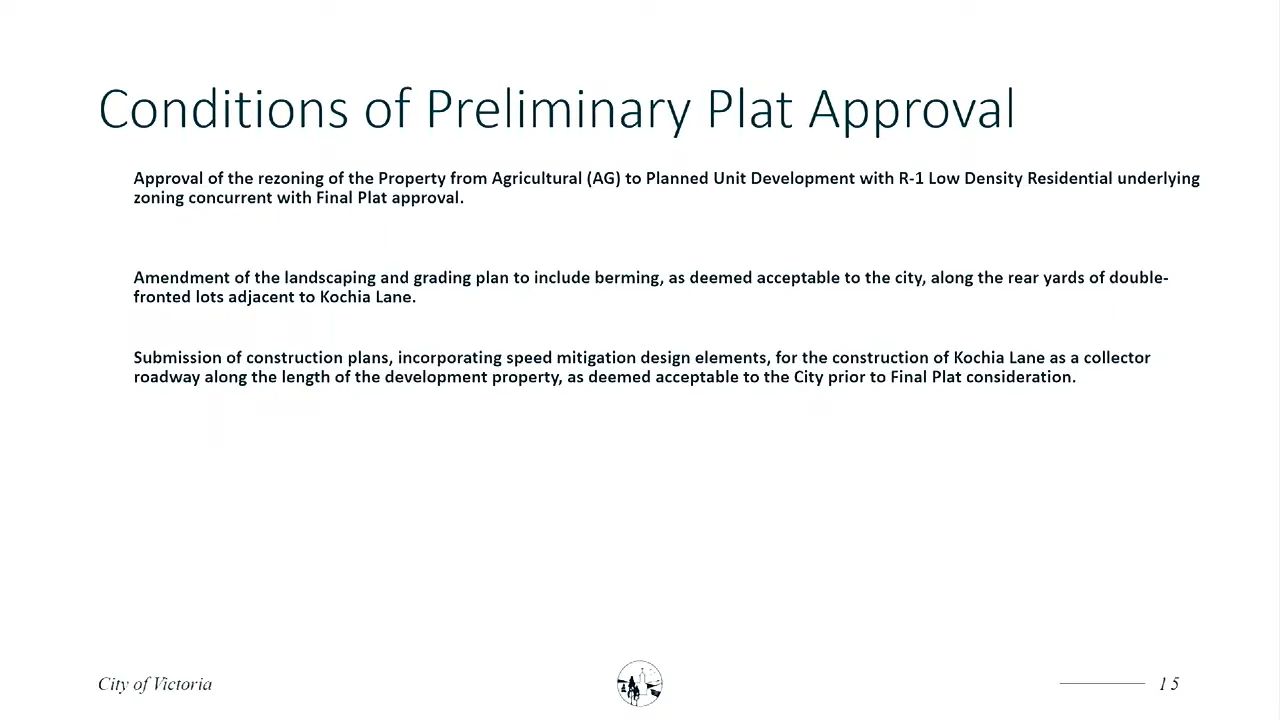 Conditions of Preliminary Plat Approval
Approval of the rezoning of the Property from Agricultural (AG) to Planned Unit Development with R-1 Low Density Residential underlying
zoning concurrent with Final Plat approval.
Amendment of the landscaping and grading plan to include berming, as deemed acceptable to the city, along the rear yards of double-
fronted lots adjacent to Kochia Lane.
Submission of construction plans, incorporating speed mitigation design elements, for the construction of Kochia Lane as a collector
roadway along the length of the development property, as deemed acceptable to the City prior to Final Plat consideration.
City of Victoria
15